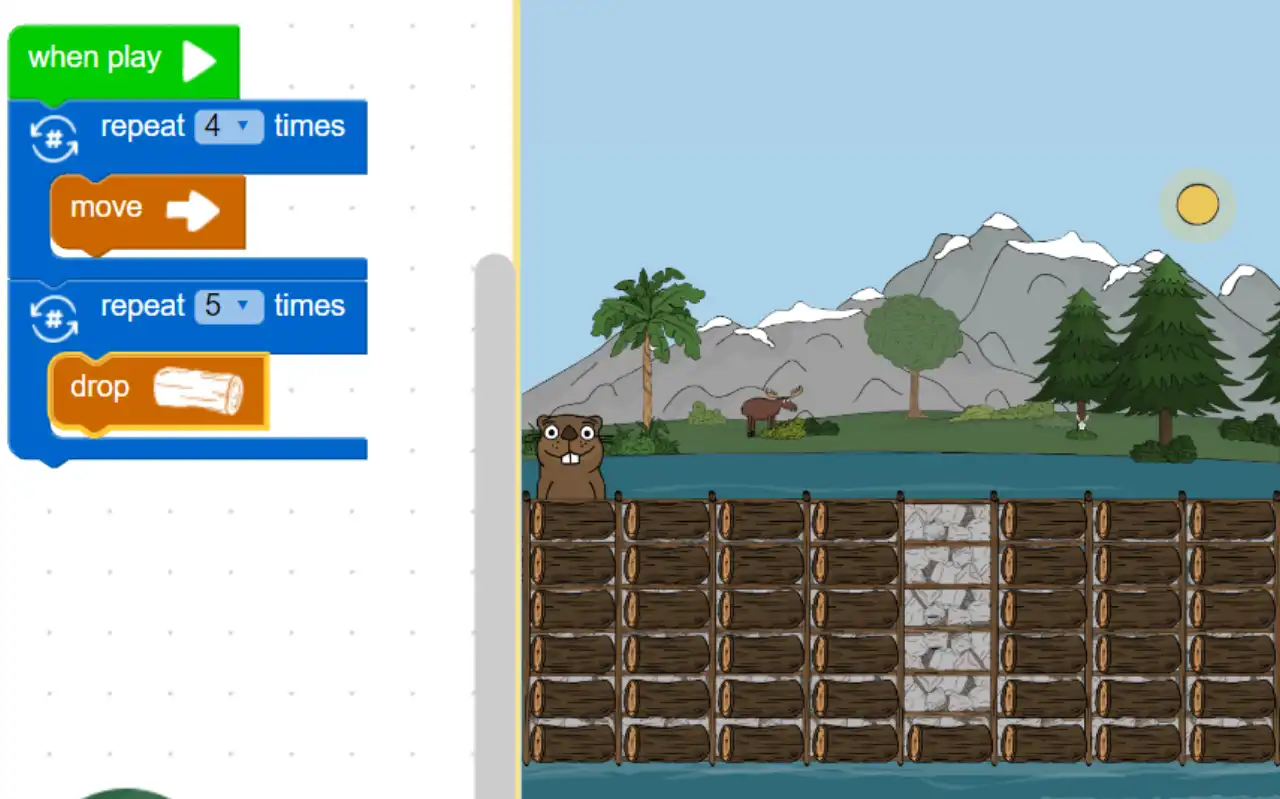 when play
repeat 4 times
move
repeat 5 times
drop